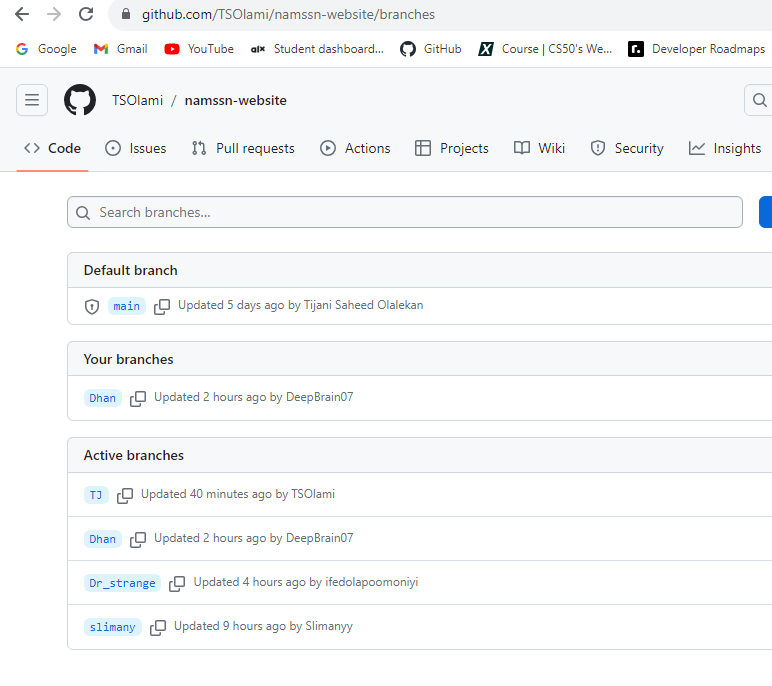 github.com/TSOlami/namssn-website/branches
Google Gmail YouTube alx Student dashboard... GitHub X Course | CS50's We... r. Developer Roadmaps
TSOlami / namssn-website
Code Issues Pull requests Actions Projects Wiki Security Insights
Search branches...
Default branch
main Updated 5 days ago by Tijani Saheed Olalekan
Your branches
Dhan Updated 2 hours ago by DeepBrain07
Active branches
TJ Updated 40 minutes ago by TSOlami
Dhan Updated 2 hours ago by DeepBrain07
Dr_strange Updated 4 hours ago by ifedolapoomoniyi
slimany Updated 9 hours ago by Slimanyy